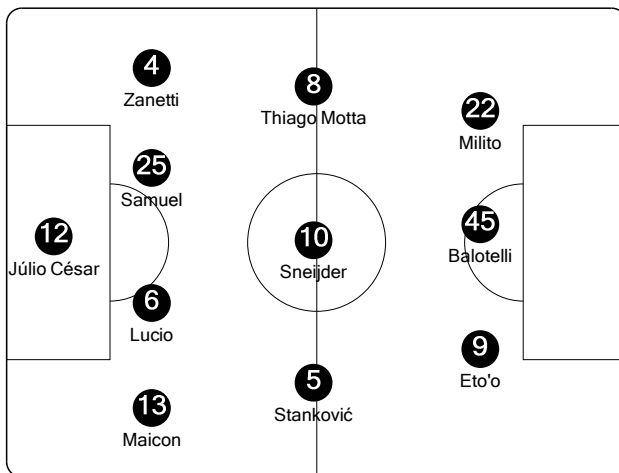 4
Zanetti
8
Thiago Motta
22
Milito
25
Samuel
12
Júlio César
10
Sneijder
45
Balotelli
6
Lucio
9
Eto'o
5
Stanković
13
Maicon